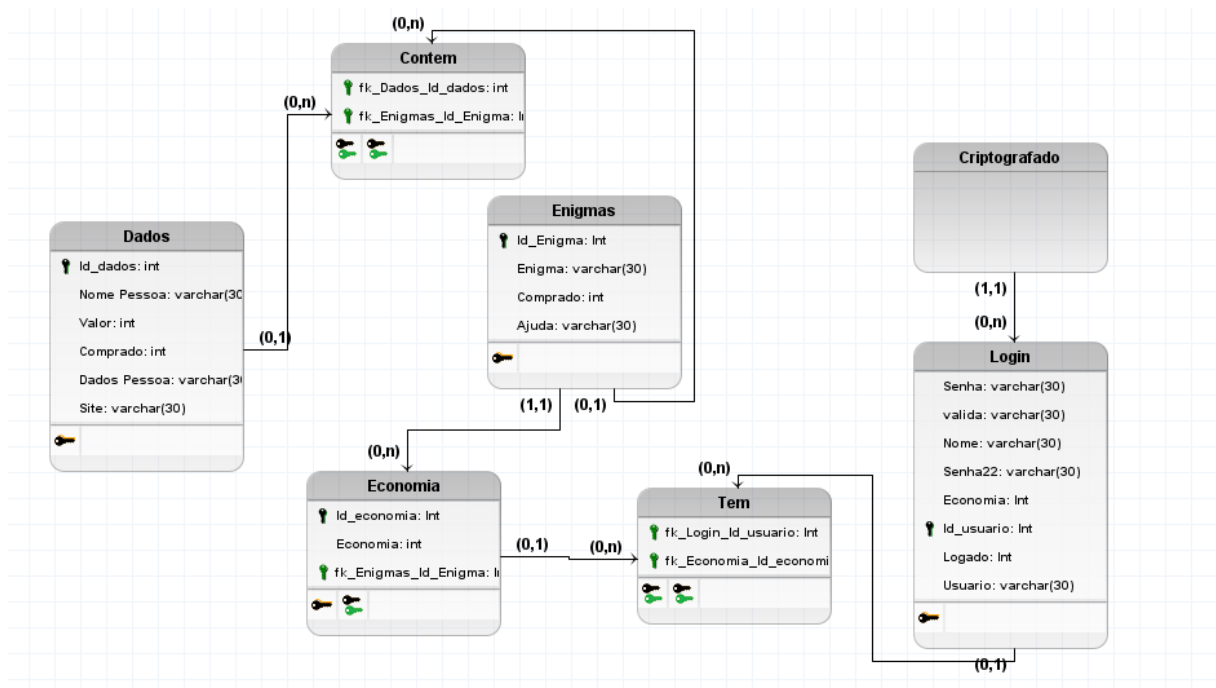 (0,n)
Contem
fk_Dados_Id_dados: int
fk_Enigmas_Id_Enigma: I
(0,n)
Criptografado
Enigmas
Id_Enigma: Int
Enigma: varchar(30)
Comprado: int
Ajuda: varchar(30)
Dados
Id_dados: int
Nome Pessoa: varchar(30
Valor: int
Comprado: int
Dados Pessoa: varchar(3
Site: varchar(30)
(0,1)
(1,1)
(0,n)
Login
Senha: varchar(30)
valida: varchar(30)
Nome: varchar(30)
Senha22: varchar(30)
Economia: Int
Id_usuario: Int
Logado: Int
Usuario: varchar(30)
(0,1)
(1,1)
(0,1)
(0,n)
Economia
Id_economia: Int
Economia: int
fk_Enigmas_Id_Enigma: I
(0,1)
(0,n)
(0,n)
Tem
fk_Login_Id_usuario: Int
fk_Economia_Id_economi